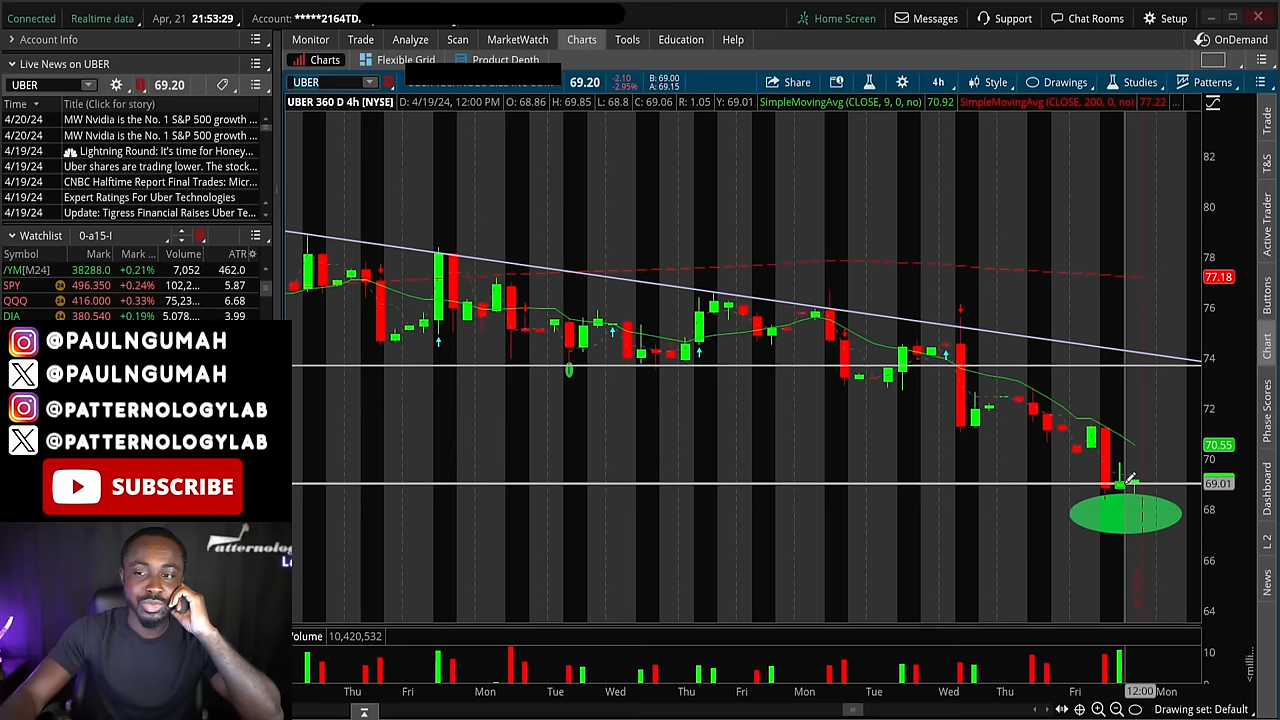 Connected Realtime data Apr, 21 21:53:29 Account: *****2164TD. Home Screen Messages Support Chat Rooms Setup
Account Info Monitor Trade Analyze Scan MarketWatch Charts Tools Education Help OnDemand
Live News on UBER Charts Flexible Grid Product Depth
UBER 69.20 UBER 69.20 -2.10 -2.95% B: 69.00 A: 69.15 Share 4h Style Drawings Studies Patterns
Time Title (Click for story) UBER 360 D 4h [NYSE] D: 4/19/24, 12:00 PM O: 68.86 H: 69.85 L: 68.8 C: 69.06 R: 1.05 Y: 69.01 SimpleMovingAvg (CLOSE, 9, 0, no) 70.92 SimpleMovingAvg (CLOSE, 200, 0, no) 77.22 ...
4/20/24 MW Nvidia is the No. 1 S&P 500 growth ...
4/20/24 MW Nvidia is the No. 1 S&P 500 growth ...
4/19/24 Lightning Round: It's time for Honey...
4/19/24 Uber shares are trading lower. The stock...
4/19/24 CNBC Halftime Report Final Trades: Micr...
4/19/24 Expert Ratings For Uber Technologies
4/19/24 Update: Tigress Financial Raises Uber Te...
Watchlist 0-a15-I
Symbol Mark Mark ... Volume ATR
/YM[M24] 38288.0 +0.21% 7,052 462.0
SPY 496.350 +0.24% 102,2... 5.87
QQQ 416.000 +0.33% 75,23... 6.68
DIA 380.540 +0.19% 5,078... 3.99
@PAULNGUMAH
@PAULNGUMAH
@PATTERNOLOGYLAB
@PATTERNOLOGYLAB
SUBSCRIBE
atternolo
La
82
80
78
77.18
76
74
72
70.55
70
69.01
68
66
64
Volume 10,420,532
10
0
<milli...
Thu Fri Mon Tue Wed Thu Fri Mon Tue Wed Thu Fri 12:00 Mon
Drawing set: Default
Trade
T&S
Active Trader
Buttons
Chart
Phase Scores
Dashboard
L 2
News